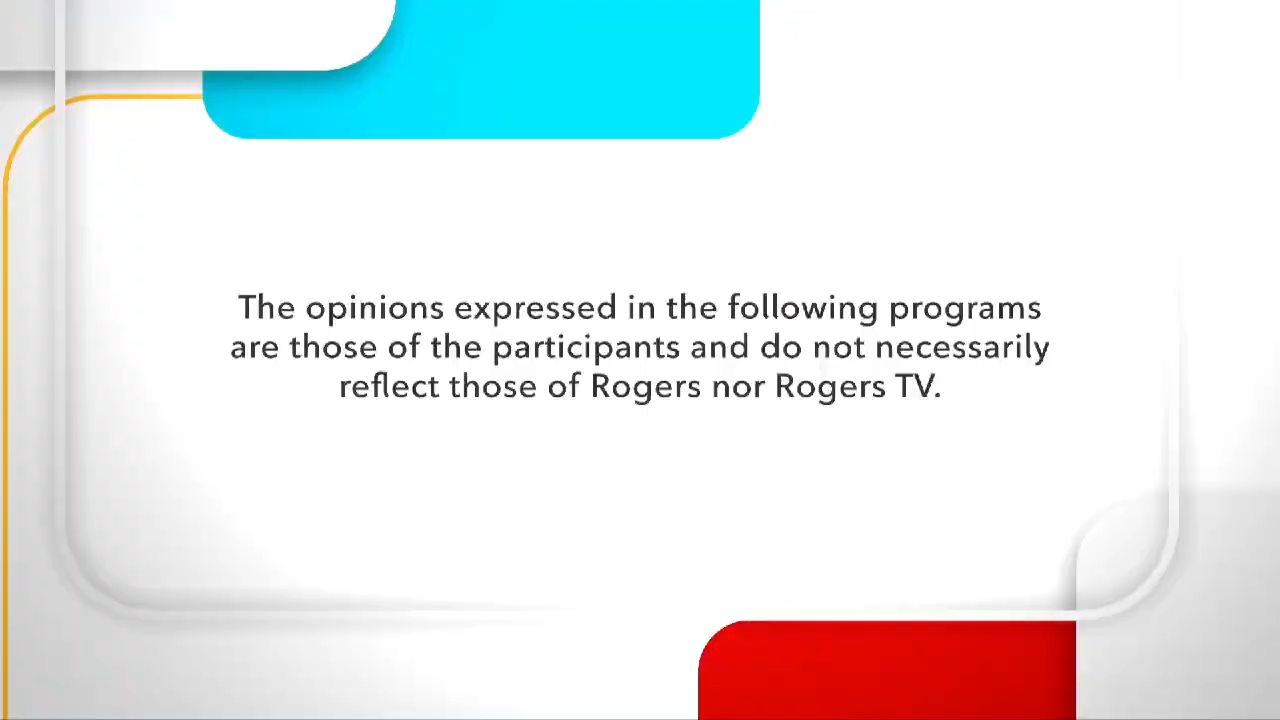 The opinions expressed in the following programs
are those of the participants and do not necessarily
reflect those of Rogers nor Rogers TV.